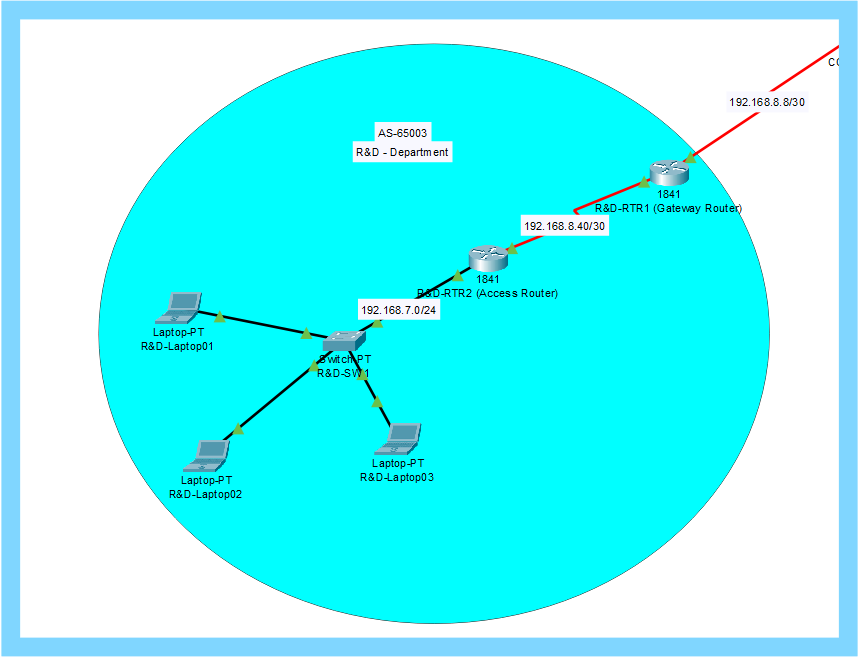 CO
192.168.8.8/30
AS-65003
R&D - Department
1841
R&D-RTR1 (Gateway Router)
192.168.8.40/30
1841
R&D-RTR2 (Access Router)
192.168.7.0/24
Laptop-PT
R&D-Laptop01
Switch-PT
R&D-SW1
Laptop-PT
R&D-Laptop03
Laptop-PT
R&D-Laptop02